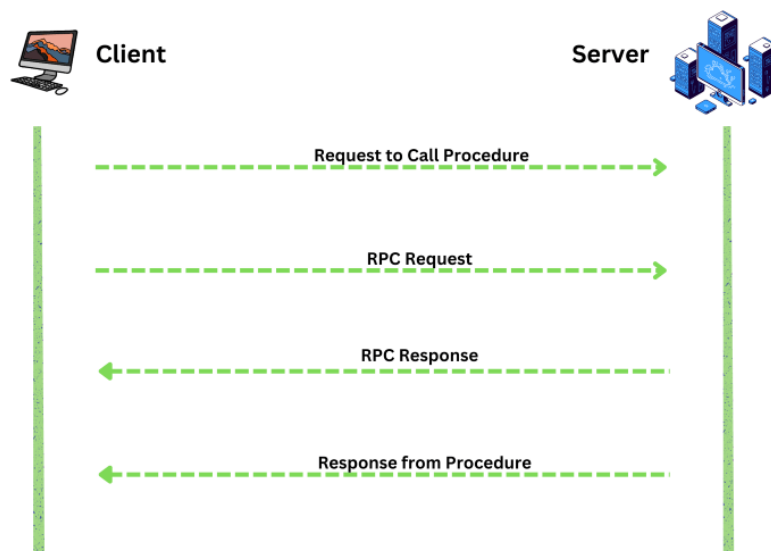 Client
Server
Request to Call Procedure
RPC Request
RPC Response
Response from Procedure